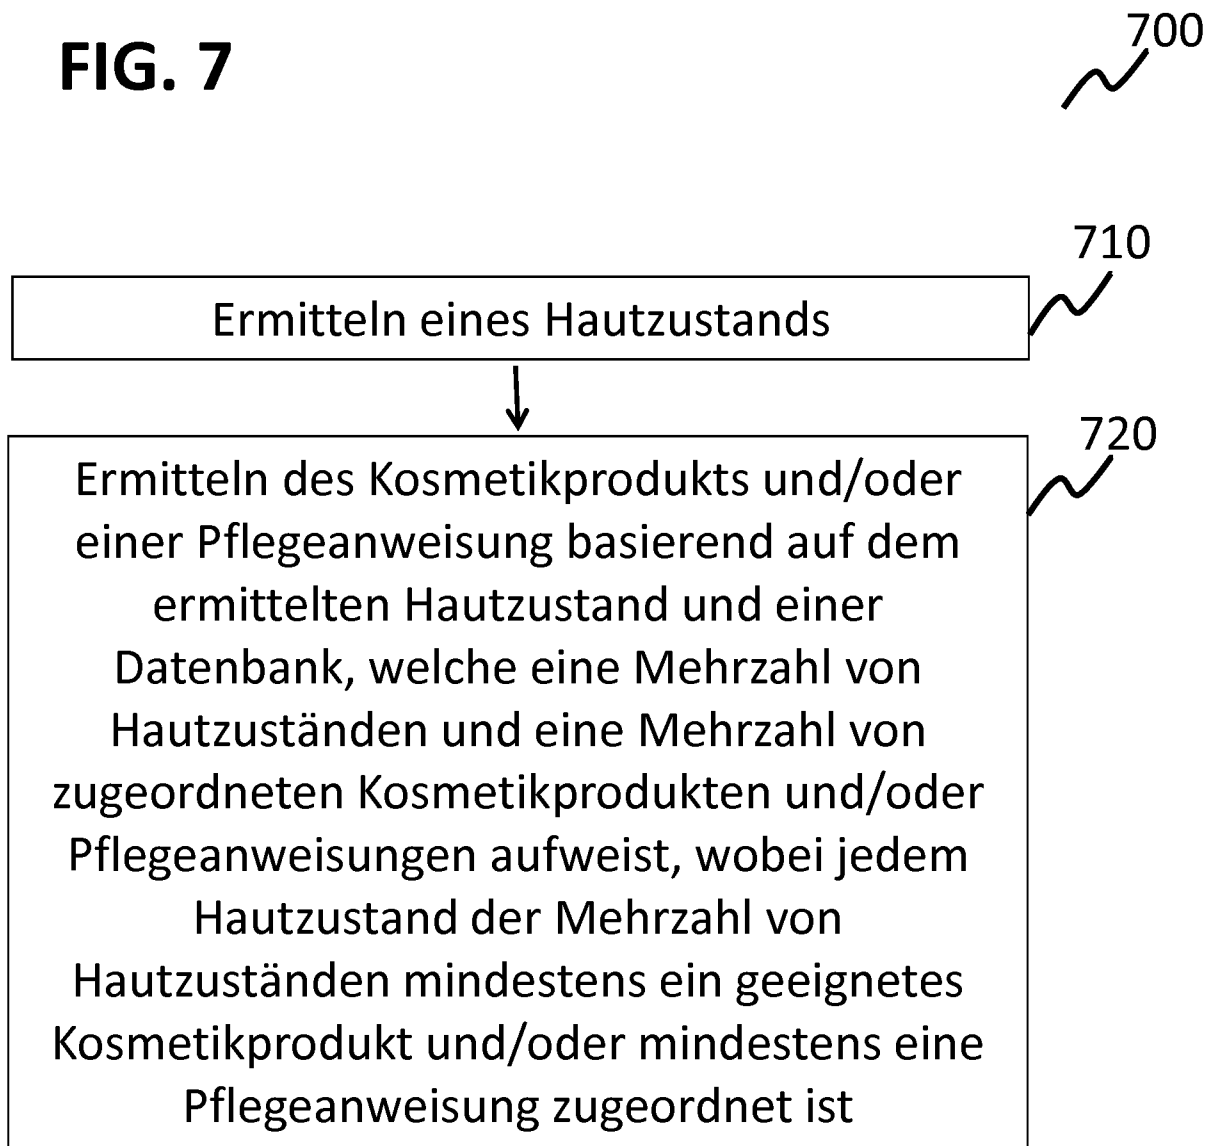 FIG. 7
700
710
Ermitteln eines Hautzustands
720
Ermitteln des Kosmetikprodukts und/oder
einer Pflegeanweisung basierend auf dem
ermittelten Hautzustand und einer
Datenbank, welche eine Mehrzahl von
Hautzuständen und eine Mehrzahl von
zugeordneten Kosmetikprodukten und/oder
Pflegeanweisungen aufweist, wobei jedem
Hautzustand der Mehrzahl von
Hautzuständen mindestens ein geeignetes
Kosmetikprodukt und/oder mindestens eine
Pflegeanweisung zugeordnet ist